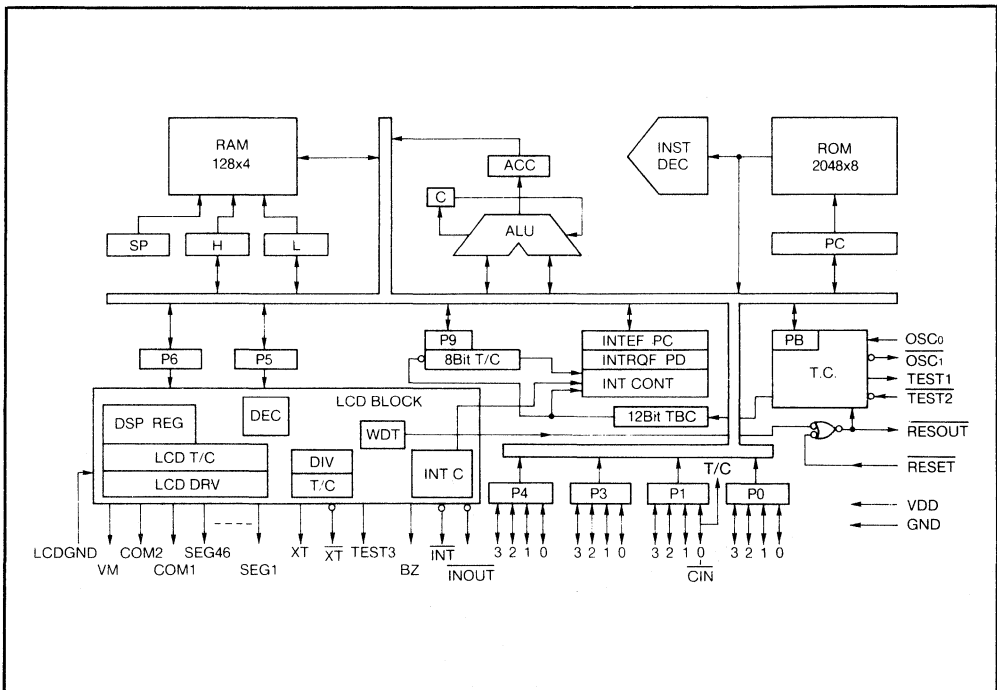 RAM
128x4
ACC
INST
DEC
ROM
2048x8
C
ALU
SP
H
L
PC
P6
P5
P9
8Bit T/C
INTEF PC
INTRQF PD
INT CONT
PB
T.C.
OSC0
OSC1
TEST1
TEST2
LCD BLOCK
DSP REG
DEC
12Bit TBC
WDT
LCD T/C
LCD DRV
DIV
T/C
INT C
RESOUT
RESET
T/C
P4
P3
P1
P0
VDD
GND
3 2 1 0
3 2 1 0
3 2 1 0
3 2 1 0
CIN
LCDGND
VM
COM2
COM1
SEG46
SEG1
XT
XT
TEST3
BZ
INT
INOUT